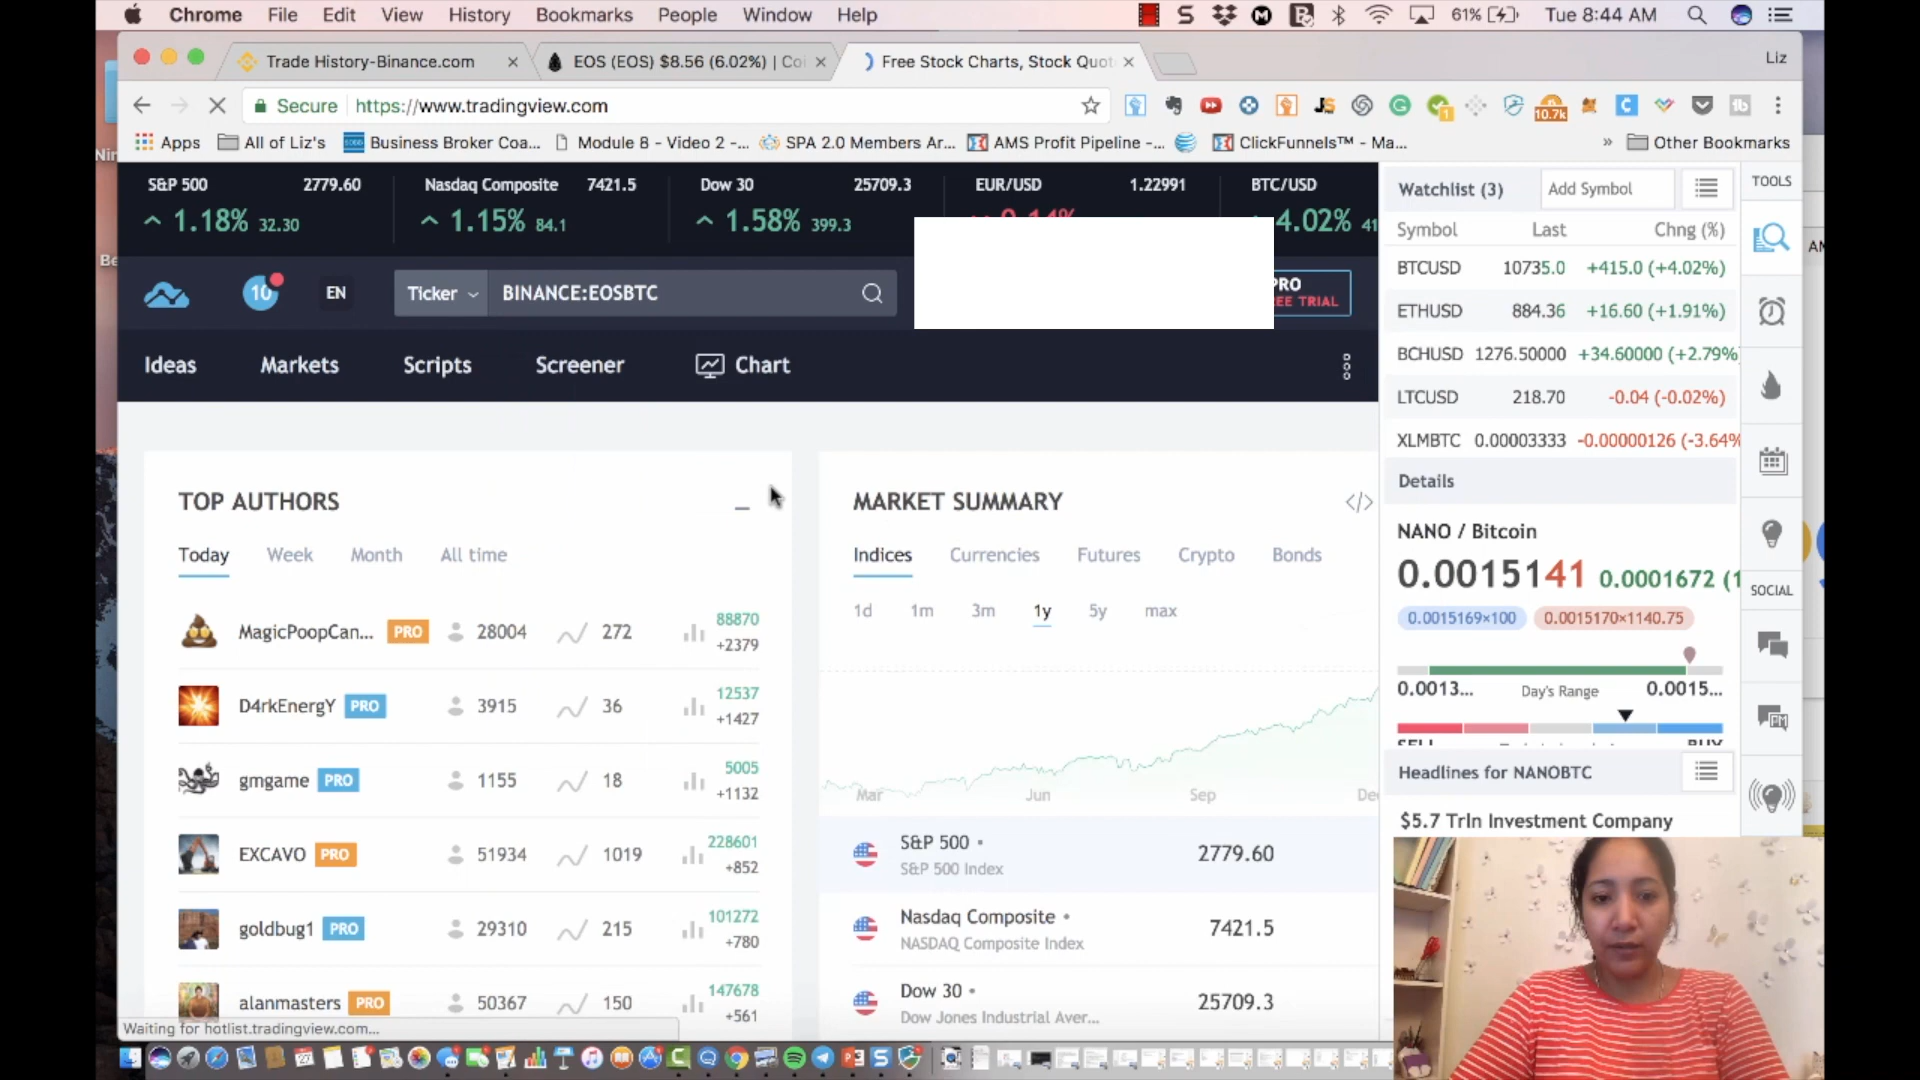 Chrome File Edit View History Bookmarks People Window Help 61% Tue 8:44 AM
Trade History-Binance.com EOS (EOS) $8.56 (6.02%) | Coi Free Stock Charts, Stock Quot Liz
Secure https://www.tradingview.com 10.7k
Apps All of Liz's Business Broker Coa... Module 8 - Video 2 -... SPA 2.0 Members Ar... AMS Profit Pipeline -... ClickFunnels™ - Ma... » Other Bookmarks
S&P 500 2779.60 Nasdaq Composite 7421.5 Dow 30 25709.3 EUR/USD 1.22991 BTC/USD
1.18% 32.30 1.15% 84.1 1.58% 399.3 4.02% 41
10 EN Ticker BINANCE:EOSBTC PRO
EE TRIAL
Ideas Markets Scripts Screener Chart
TOP AUTHORS
Today Week Month All time
MagicPoopCan... PRO 28004 272 88870
+2379
D4rkEnergY PRO 3915 36 12537
+1427
gmgame PRO 1155 18 5005
+1132
EXCAVO PRO 51934 1019 228601
+852
goldbug1 PRO 29310 215 101272
+780
alanmasters PRO 50367 150 147678
+561
Waiting for hotlist.tradingview.com...
MARKET SUMMARY </>
Indices Currencies Futures Crypto Bonds
1d 1m 3m 1y 5y max
Mar Jun Sep Dec
S&P 500 2779.60
S&P 500 Index
Nasdaq Composite 7421.5
NASDAQ Composite Index
Dow 30 25709.3
Dow Jones Industrial Aver...
Watchlist (3) Add Symbol
Symbol Last Chng (%)
BTCUSD 10735.0 +415.0 (+4.02%)
ETHUSD 884.36 +16.60 (+1.91%)
BCHUSD 1276.50000 +34.60000 (+2.79%)
LTCUSD 218.70 -0.04 (-0.02%)
XLMBTC 0.00003333 -0.00000126 (-3.64%
Details
NANO / Bitcoin
0.0015141 0.0001672 (1
0.0015169×100 0.0015170×1140.75
0.0013... Day's Range 0.0015...
SELL BUY
Headlines for NANOBTC
$5.7 Trln Investment Company
TOOLS
SOCIAL